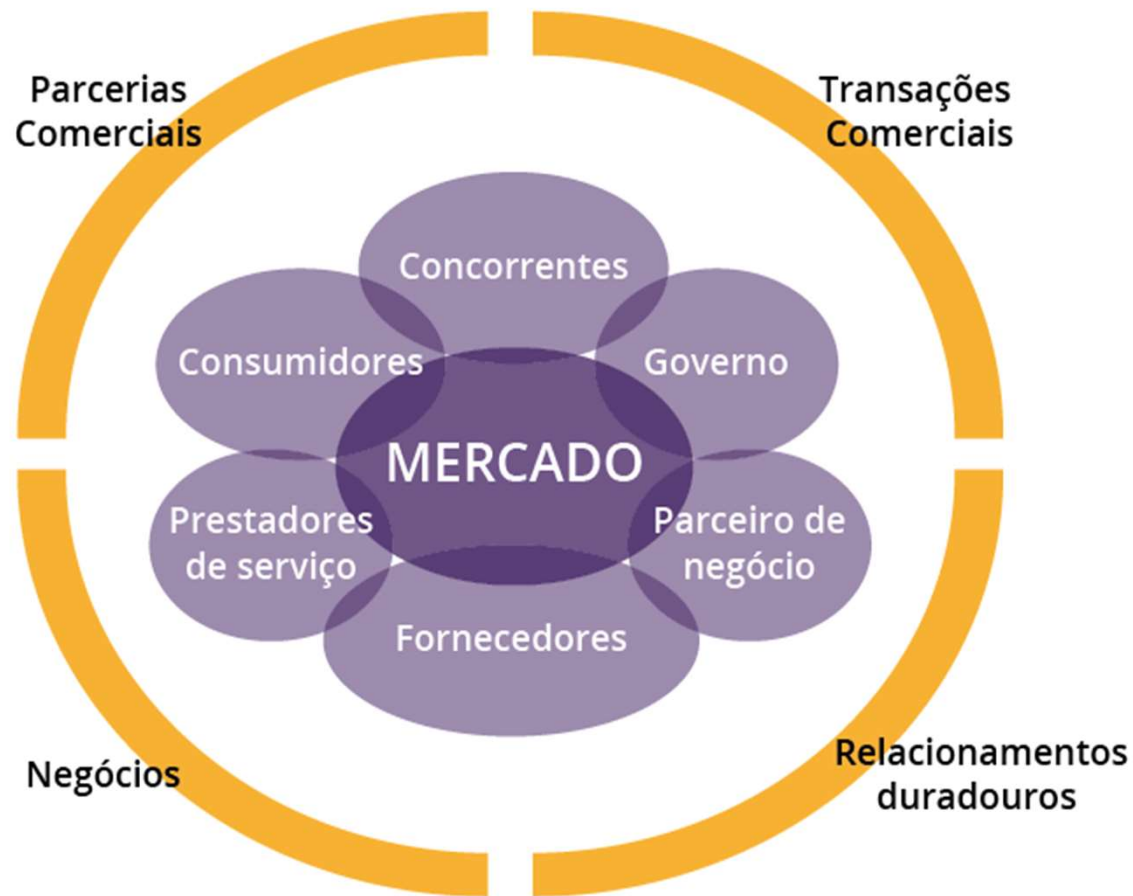 Parcerias
Comerciais
Transações
Comerciais
Concorrentes
Consumidores
Governo
MERCADO
Prestadores
de serviço
Parceiro de
negócio
Fornecedores
Negócios
Relacionamentos
duradouros